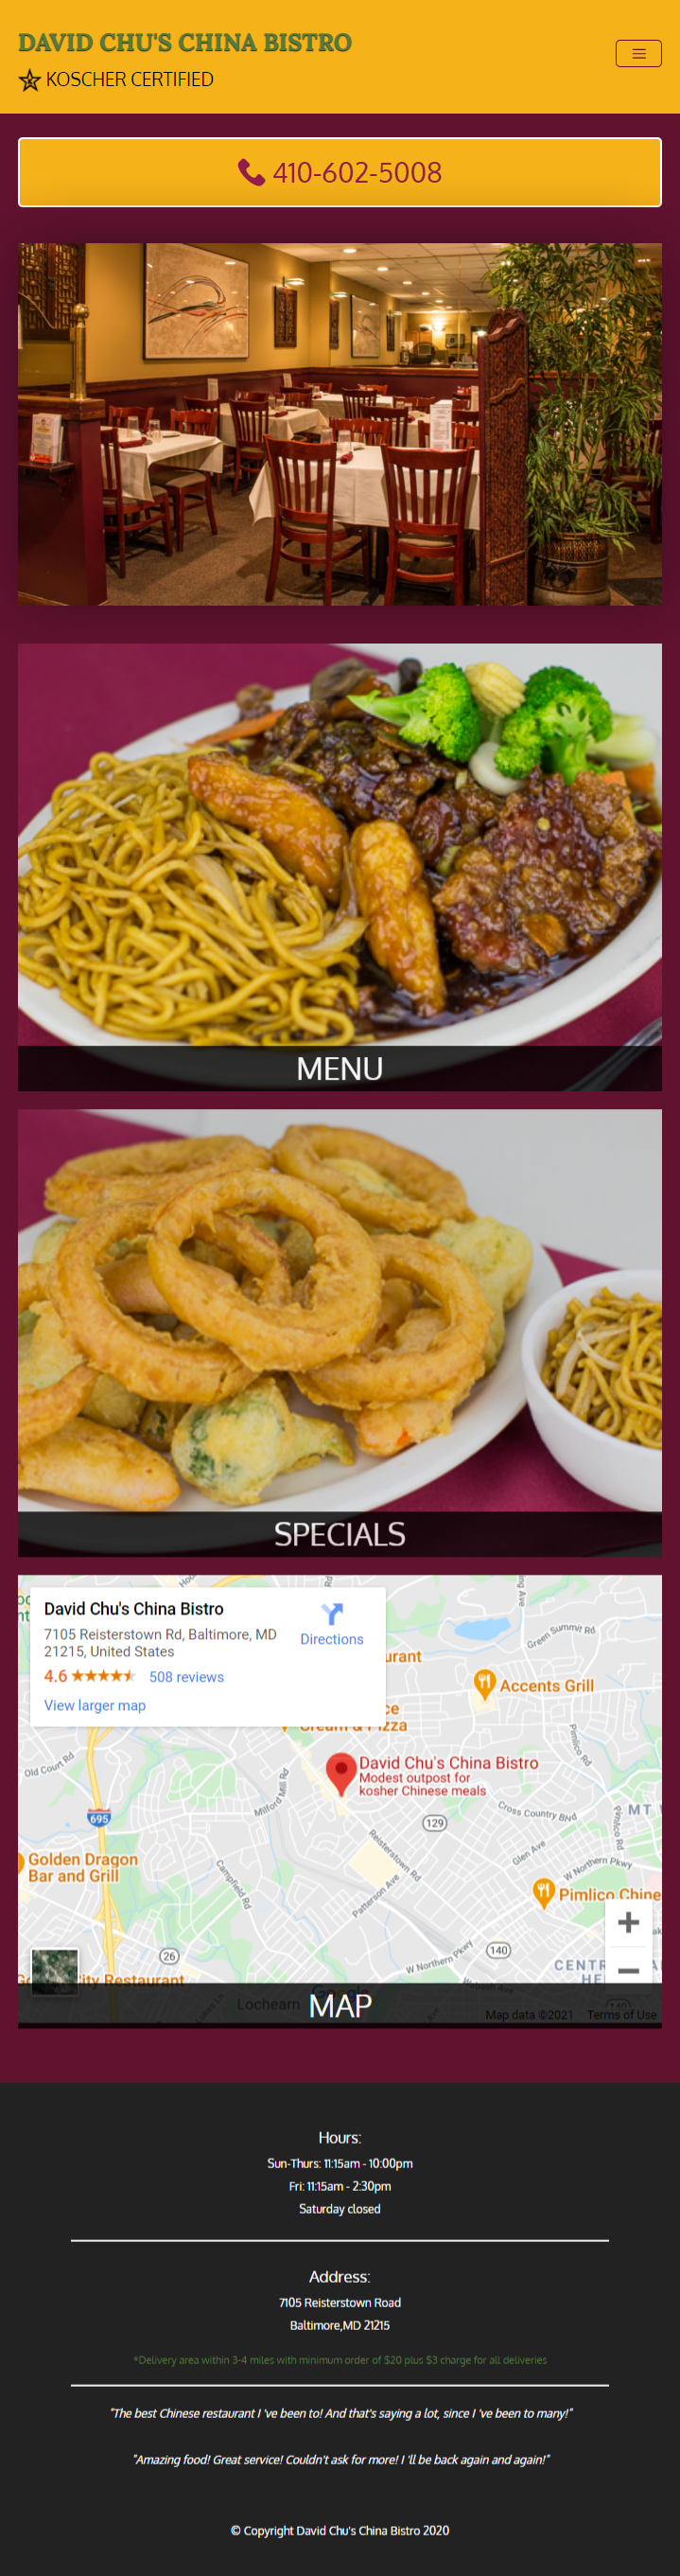 DAVID CHU'S CHINA BISTRO
KOSCHER CERTIFIED
410-602-5008
MENU
SPECIALS
David Chu's China Bistro
7105 Reisterstown Rd, Baltimore, MD
21215, United States
Directions
4.6
508 reviews
View larger map
Green Summit Rd
Accents Grill
David Chu's China Bistro
Modest outpost for
kosher Chinese meals
Old Court Rd
Milford Mill Rd
Pimlico Rd
695
129
Cross Country Blvd
MT W
Reisterstown Rd
Glen Ave
Golden Dragon
Bar and Grill
Campfield Rd
Patterson Ave
W Northern Pkwy
Pimlico Chine
26
140
W Northern Pkwy
Restaurant
Lochearn
MAP
Map data ©2021
Terms of Use
Hours:
Sun-Thurs: 11:15am - 10:00pm
Fri: 11:15am - 2:30pm
Saturday closed
Address:
7105 Reisterstown Road
Baltimore,MD 21215
*Delivery area within 3-4 miles with minimum order of $20 plus $3 charge for all deliveries
"The best Chinese restaurant I 've been to! And that's saying a lot, since I 've been to many!"
"Amazing food! Great service! Couldn't ask for more! I 'll be back again and again!"
© Copyright David Chu's China Bistro 2020